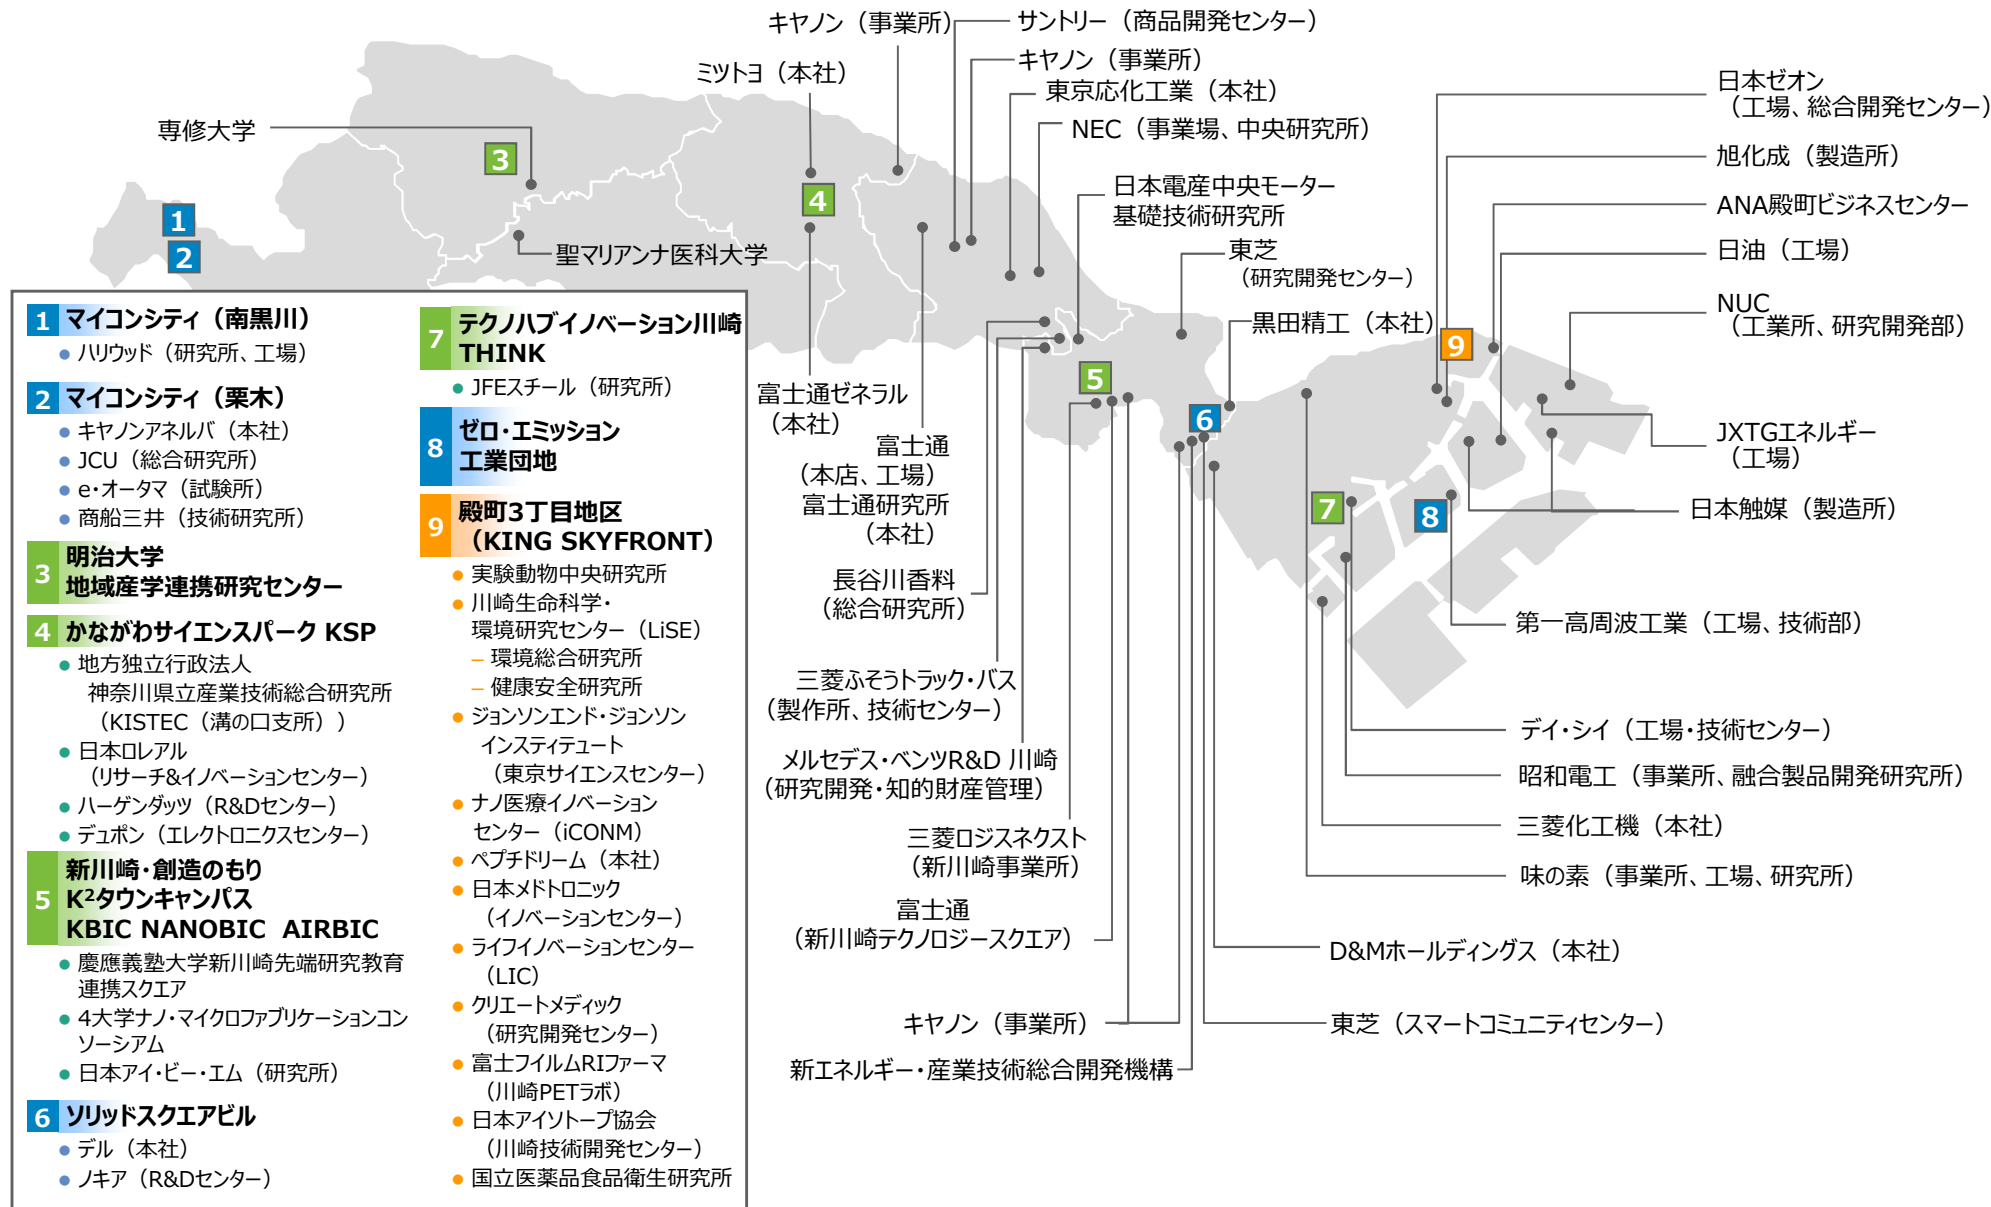 キヤノン（事業所）
サントリー（商品開発センター）
ミツトヨ（本社）
キヤノン（事業所）
東京応化工業（本社）
NEC（事業場、中央研究所）
専修大学
日本電産中央モーター
基礎技術研究所
聖マリアンナ医科大学
東芝
（研究開発センター）
黒田精工（本社）
日本ゼオン
（工場、総合開発センター）
旭化成（製造所）
ANA殿町ビジネスセンター
日油（工場）
NUC
（工業所、研究開発部）
JXTGエネルギー
（工場）
日本触媒（製造所）
第一高周波工業（工場、技術部）
デイ・シイ（工場・技術センター）
昭和電工（事業所、融合製品開発研究所）
三菱化工機（本社）
味の素（事業所、工場、研究所）
D&Mホールディングス（本社）
東芝（スマートコミュニティセンター）
富士通ゼネラル
（本社）
富士通
（本店、工場）
富士通研究所
（本社）
長谷川香料
（総合研究所）
三菱ふそうトラック・バス
（製作所、技術センター）
メルセデス・ベンツR&D 川崎
（研究開発・知的財産管理）
三菱ロジスネクスト
（新川崎事業所）
富士通
（新川崎テクノロジースクエア）
キヤノン（事業所）
新エネルギー・産業技術総合開発機構
1
2
3
4
5
6
7
8
9
1 マイコンシティ（南黒川）
● ハリウッド（研究所、工場）
2 マイコンシティ（栗木）
● キヤノンアネルバ（本社）
● JCU（総合研究所）
● e・オータマ（試験所）
● 商船三井（技術研究所）
3 明治大学
地域産学連携研究センター
4 かながわサイエンスパーク KSP
● 地方独立行政法人
神奈川県立産業技術総合研究所
（KISTEC（溝の口支所））
● 日本ロレアル
（リサーチ&イノベーションセンター）
● ハーゲンダッツ（R&Dセンター）
● デュポン（エレクトロニクスセンター）
5 新川崎・創造のもり
K²タウンキャンパス
KBIC NANOBIC AIRBIC
● 慶應義塾大学新川崎先端研究教育
連携スクエア
● 4大学ナノ・マイクロファブリケーションコン
ソーシアム
● 日本アイ・ビー・エム（研究所）
6 ソリッドスクエアビル
● デル（本社）
● ノキア（R&Dセンター）
7 テクノハブイノベーション川崎
THINK
● JFEスチール（研究所）
8 ゼロ・エミッション
工業団地
9 殿町3丁目地区
（KING SKYFRONT）
● 実験動物中央研究所
● 川崎生命科学・
環境研究センター（LiSE）
– 環境総合研究所
– 健康安全研究所
● ジョンソンエンド・ジョンソン
インスティテュート
（東京サイエンスセンター）
● ナノ医療イノベーション
センター（iCONM）
● ペプチドリーム（本社）
● 日本メドトロニック
（イノベーションセンター）
● ライフイノベーションセンター
（LIC）
● クリエートメディック
（研究開発センター）
● 富士フイルムRIファーマ
（川崎PETラボ）
● 日本アイソトープ協会
（川崎技術開発センター）
● 国立医薬品食品衛生研究所